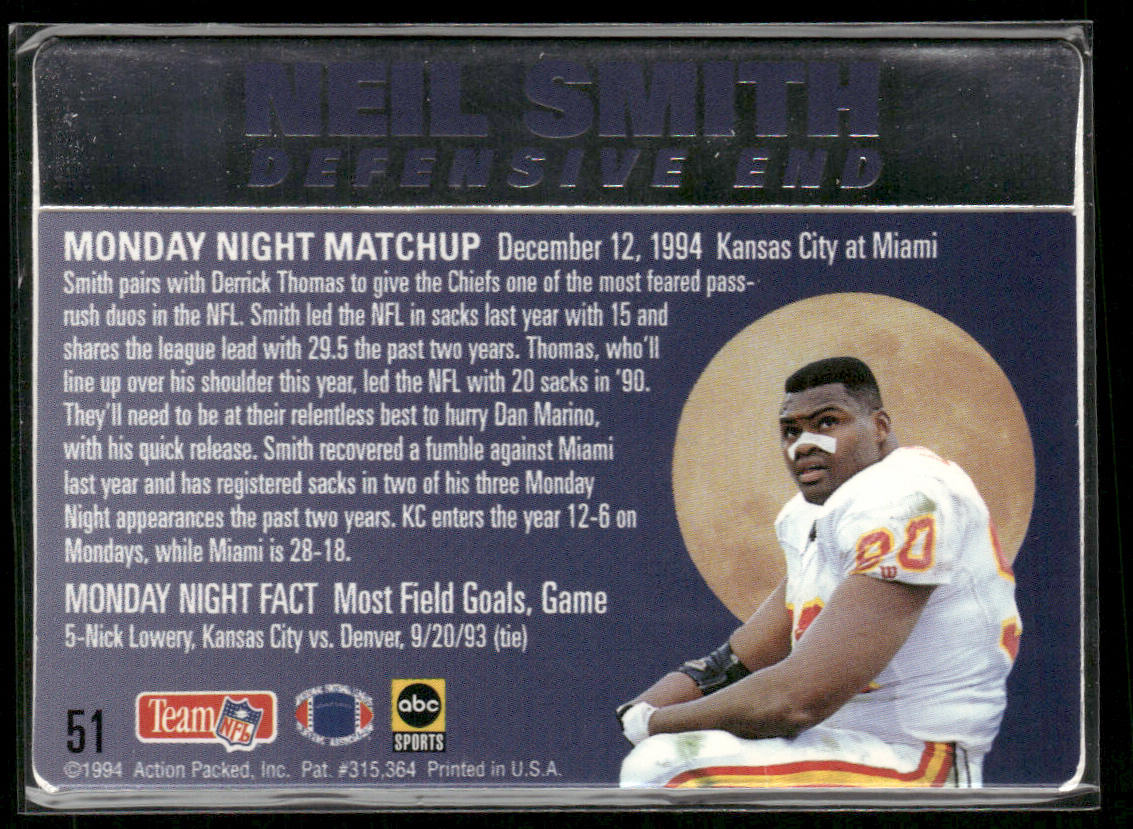 NEIL SMITH
DEFENSIVE END
MONDAY NIGHT MATCHUP December 12, 1994 Kansas City at Miami
Smith pairs with Derrick Thomas to give the Chiefs one of the most feared pass-
rush duos in the NFL. Smith led the NFL in sacks last year with 15 and
shares the league lead with 29.5 the past two years. Thomas, who'll
line up over his shoulder this year, led the NFL with 20 sacks in '90.
They'll need to be at their relentless best to hurry Dan Marino,
with his quick release. Smith recovered a fumble against Miami
last year and has registered sacks in two of his three Monday
Night appearances the past two years. KC enters the year 12-6 on
Mondays, while Miami is 28-18.
MONDAY NIGHT FACT Most Field Goals, Game
5-Nick Lowery, Kansas City vs. Denver, 9/20/93 (tie)
90
51
Team NFL
abc
SPORTS
©1994 Action Packed, Inc. Pat. #315,364 Printed in U.S.A.